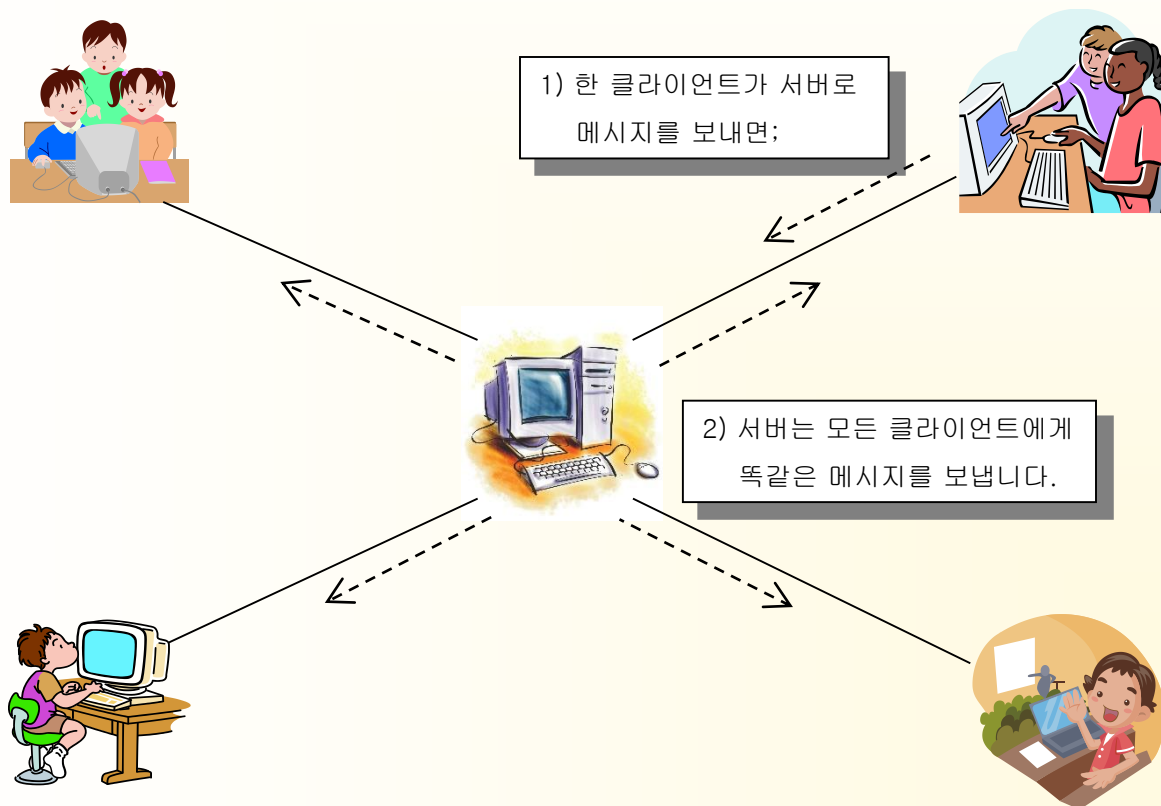 1) 한 클라이언트가 서버로
메시지를 보내면;
2) 서버는 모든 클라이언트에게
똑같은 메시지를 보냅니다.